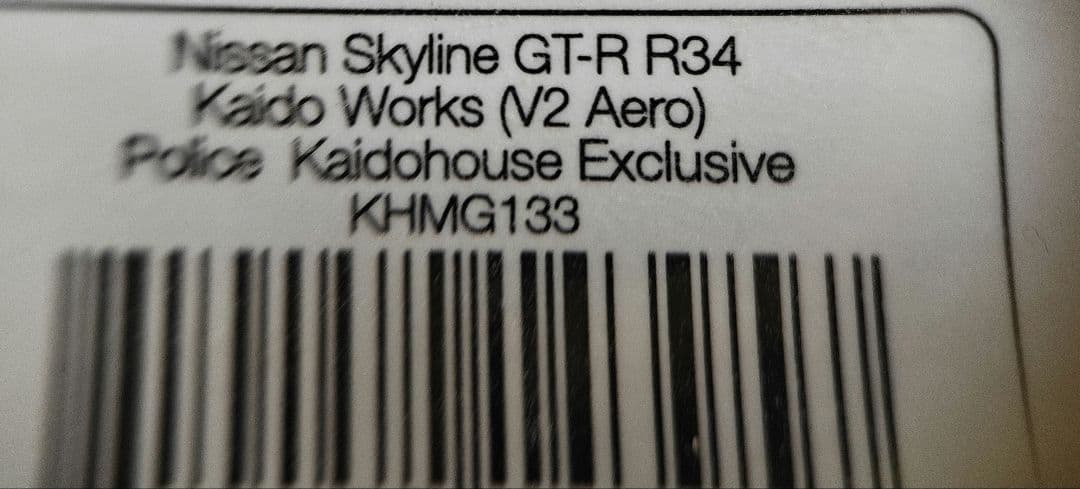 Nissan Skyline GT-R R34
Kaido Works (V2 Aero)
Police Kaidohouse Exclusive
KHMG133